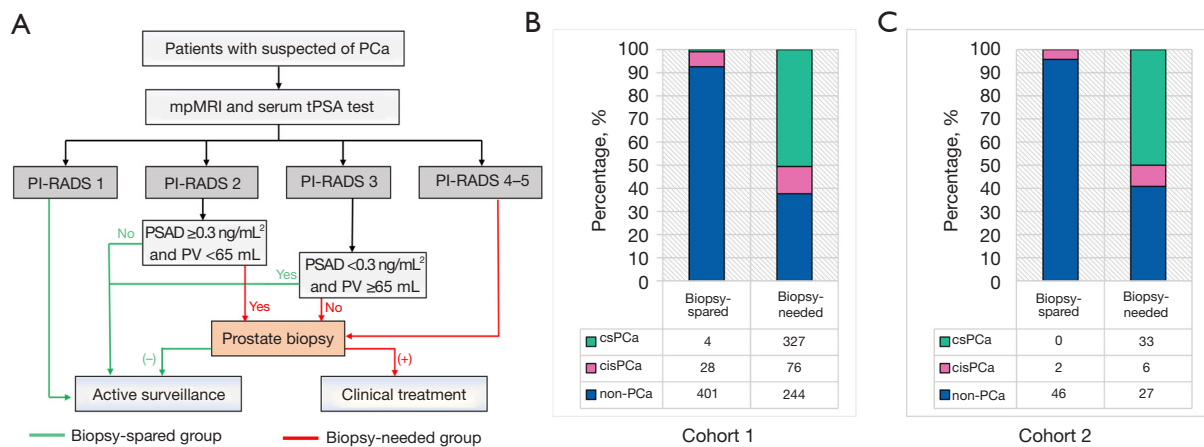 A
Patients with suspected of PCa
mpMRI and serum tPSA test
PI-RADS 1
PI-RADS 2
PI-RADS 3
PI-RADS 4–5
No
PSAD ≥0.3 ng/mL²
and PV <65 mL
Yes
PSAD <0.3 ng/mL²
and PV ≥65 mL
Yes
No
Prostate biopsy
(–)
(+)
Active surveillance
Clinical treatment
Biopsy-spared group
Biopsy-needed group
B
Percentage, %
100
90
80
70
60
50
40
30
20
10
0
Biopsy-
spared
Biopsy-
needed
csPCa 4 327
cisPCa 28 76
non-PCa 401 244
Cohort 1
C
Percentage, %
100
90
80
70
60
50
40
30
20
10
0
Biopsy-
spared
Biopsy-
needed
csPCa 0 33
cisPCa 2 6
non-PCa 46 27
Cohort 2